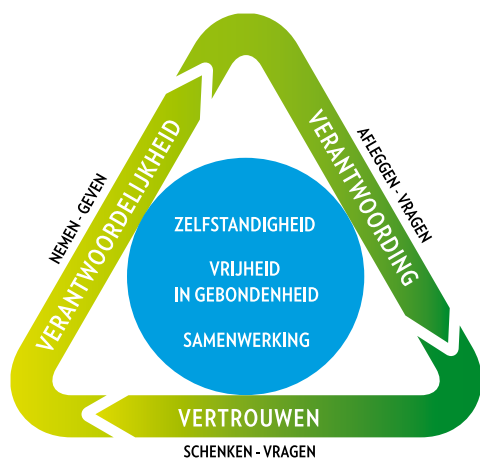 NEMEN - GEVEN
VERANTWOORDELIJKHEID
VERANTWOORDING
AFLEGGEN - VRAGEN
ZELFSTANDIGHEID
VRIJHEID
IN GEBONDENHEID
SAMENWERKING
VERTROUWEN
SCHENKEN - VRAGEN